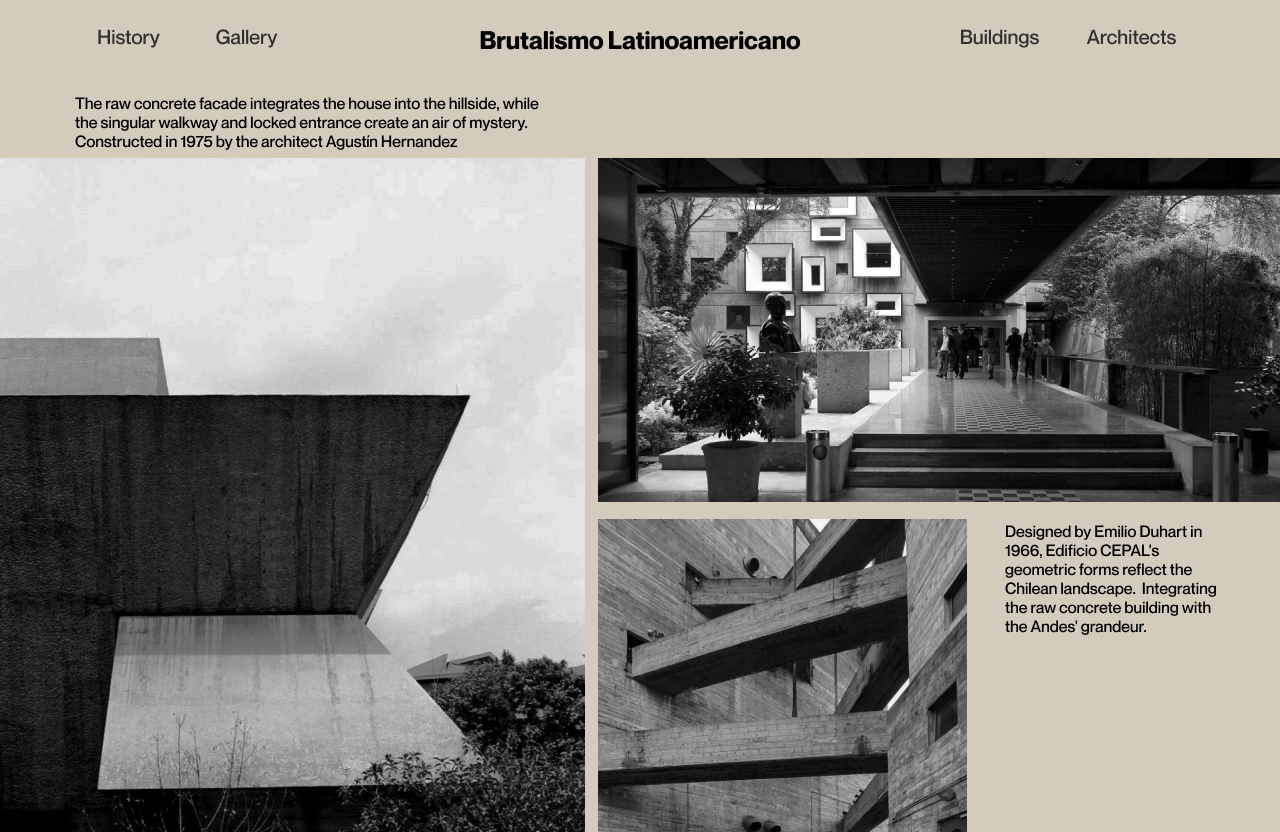 History
Gallery
Brutalismo Latinoamericano
Buildings
Architects
The raw concrete facade integrates the house into the hillside, while
the singular walkway and locked entrance create an air of mystery.
Constructed in 1975 by the architect Agustín Hernandez
Designed by Emilio Duhart in
1966, Edificio CEPAL's
geometric forms reflect the
Chilean landscape.  Integrating
the raw concrete building with
the Andes' grandeur.